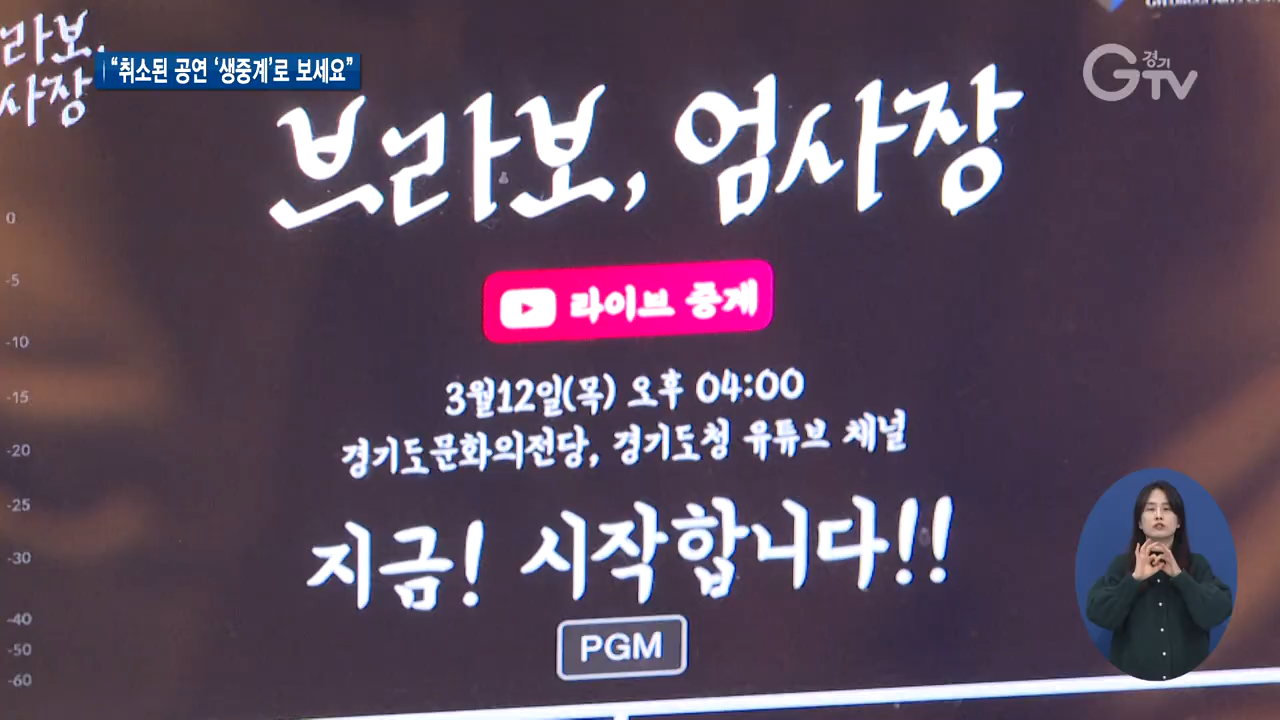 라보,
사장
“취소된 공연 ‘생중계’로 보세요”
경기
GTV
브라보, 엄사장
라이브 중계
3월12일(목) 오후 04:00
경기도문화의전당, 경기도청 유튜브 채널
지금! 시작합니다!!
PGM
0
-5
-10
-15
-20
-25
-30
-40
-50
-60